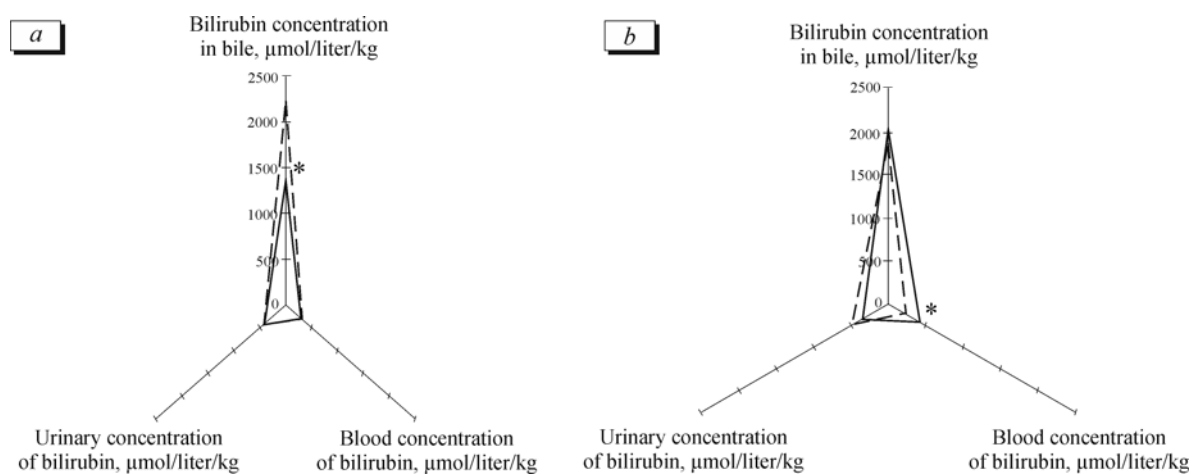 a
Bilirubin concentration
in bile, μmol/liter/kg
2500
2000
1500
*
1000
500
0
Urinary concentration
of bilirubin, μmol/liter/kg
Blood concentration
of bilirubin, μmol/liter/kg
b
Bilirubin concentration
in bile, μmol/liter/kg
2500
2000
1500
1000
500
0
*
Urinary concentration
of bilirubin, μmol/liter/kg
Blood concentration
of bilirubin, μmol/liter/kg